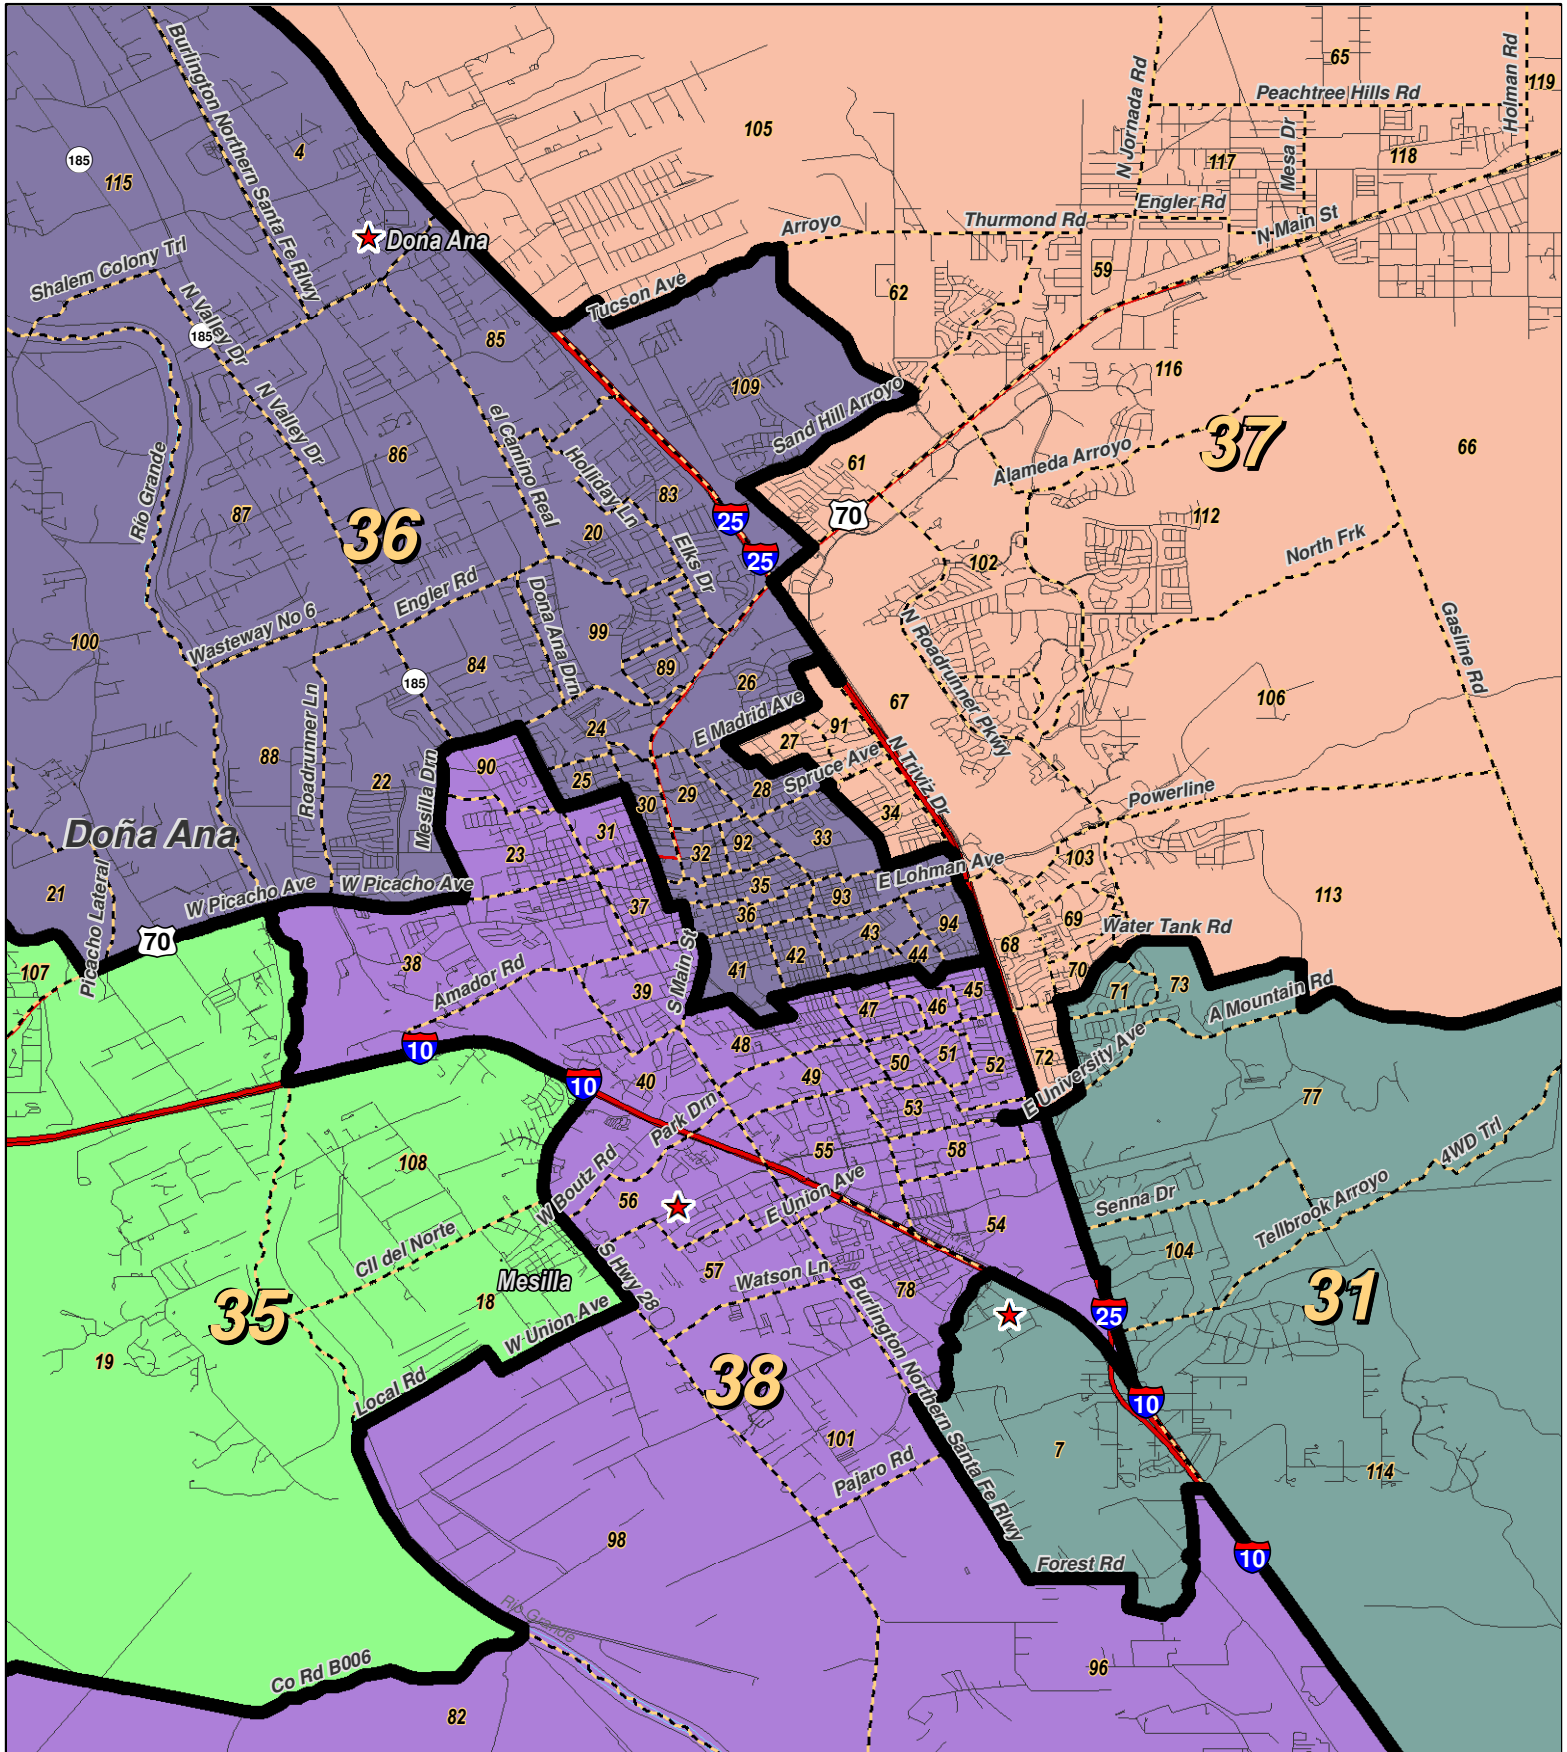 65
119
Holman Rd
Peachtree Hills Rd
Burlington Northern Santa Fe Rlwy
N Jornada Rd
Mesa Dr
105
4
185
115
117
118
Engler Rd
Thurmond Rd
Arroyo
N Main St
Doña Ana
Shalem Colony Trl
59
62
Tucson Ave
N Valley Dr
185
85
109
116
N Valley Dr
Sand Hill Arroyo
el Camino Real
37
66
86
Holliday Ln
61
Alameda Arroyo
Río Grande
87
83
36
20
25
70
112
25
Elks Dr
102
North Frk
Engler Rd
Doña Ana Drn
Wasteway No 6
100
99
N Roadrunner Pkwy
Gasline Rd
84
89
185
26
67
106
Roadrunner Ln
E Madrid Ave
91
24
27
N Triviz Dr
88
22
Mesilla Drn
90
25
Spruce Ave
28
29
30
Powerline
34
Doña Ana
31
23
33
92
32
103
E Lohman Ave
21
Picacho Lateral
W Picacho Ave
W Picacho Ave
35
93
113
37
36
69
Water Tank Rd
70
94
43
68
107
38
Amador Rd
S Main St
41
42
44
70
71
73
A Mountain Rd
39
45
46
47
10
48
51
50
52
72
E University Ave
10
40
49
77
Park Drn
53
4WD Trl
108
55
58
W Boutz Rd
56
E Union Ave
Senna Dr
Tellbrook Arroyo
54
Cll del Norte
104
S Hwy 28
57
Watson Ln
Mesilla
78
18
35
W Union Ave
Burlington Northern Santa Fe Rlwy
25
31
19
Local Rd
38
10
101
7
Pajaro Rd
114
98
10
Forest Rd
Rio Grande
Co Rd B006
96
82